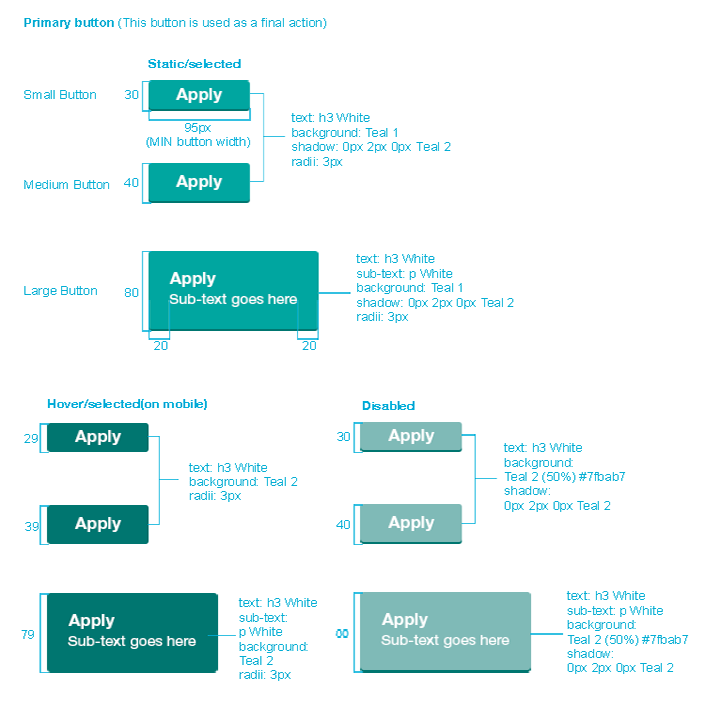 Primary button (This button is used as a final action)
Static/selected
Small Button
30
Apply
95px
(MIN button width)
text: h3 White
background: Teal 1
shadow: 0px 2px 0px Teal 2
radii: 3px
Medium Button
40
Apply
Large Button
80
Apply
Sub-text goes here
20
20
text: h3 White
sub-text: p White
background: Teal 1
shadow: 0px 2px 0px Teal 2
radii: 3px
Hover/selected(on mobile)
29
Apply
39
Apply
text: h3 White
background: Teal 2
radii: 3px
79
Apply
Sub-text goes here
text: h3 White
sub-text:
p White
background:
Teal 2
radii: 3px
Disabled
30
Apply
40
Apply
text: h3 White
background:
Teal 2 (50%) #7fbab7
shadow:
0px 2px 0px Teal 2
Apply
Sub-text goes here
text: h3 White
sub-text: p White
background:
Teal 2 (50%) #7fbab7
shadow:
0px 2px 0px Teal 2